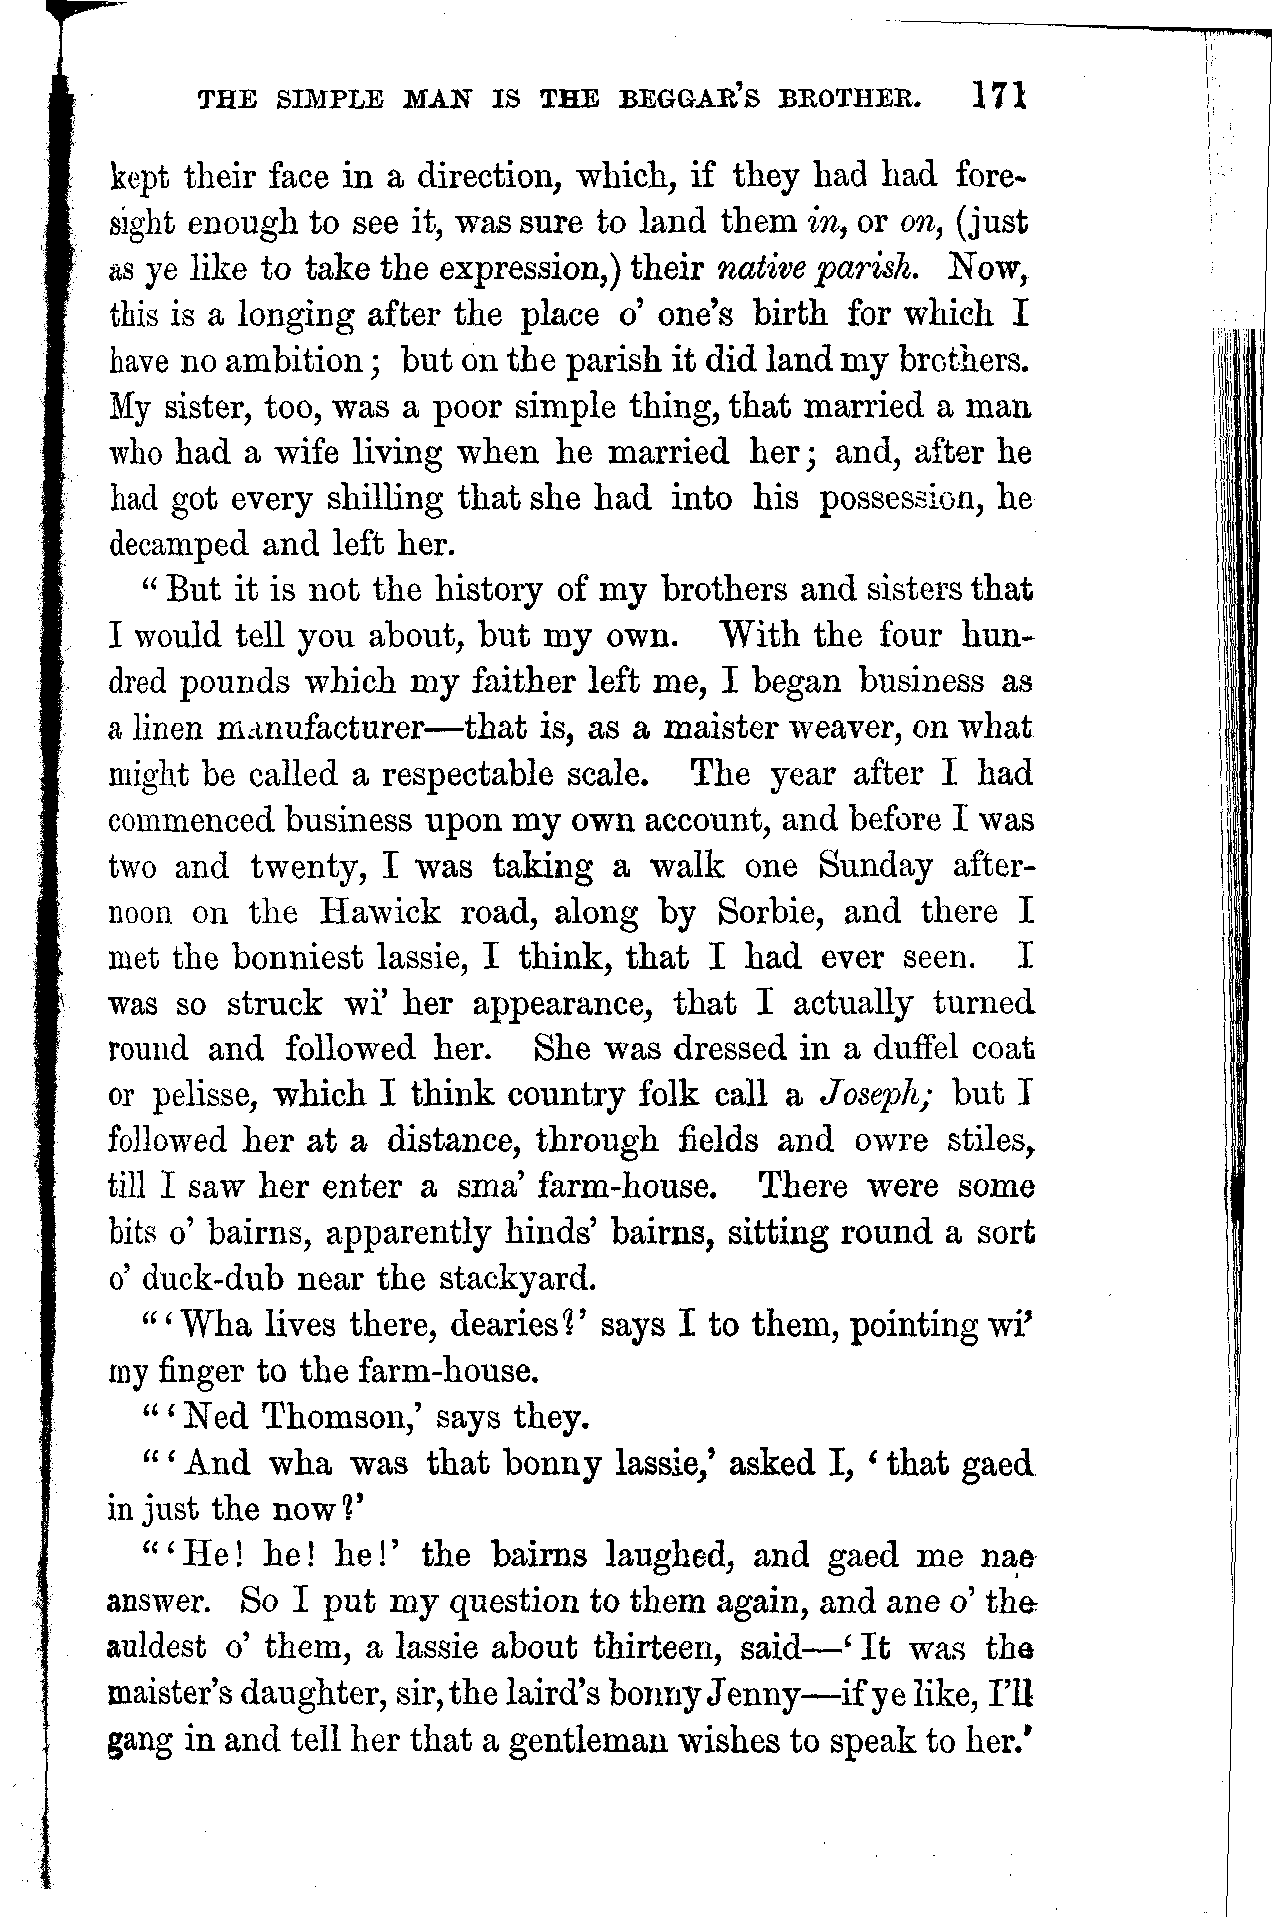 THE SIMPLE MAN IS THE BEGGAR'S BROTHER. 171
kept their face in a direction, which, if they had had fore-
sight enough to see it, was sure to land them in, or on, (just
as ye like to take the expression,) their native parish. Now,
this is a longing after the place o' one's birth for which I
have no ambition; but on the parish it did land my brothers.
My sister, too, was a poor simple thing, that married a man
who had a wife living when he married her; and, after he
had got every shilling that she had into his possession, he
decamped and left her.
"But it is not the history of my brothers and sisters that
I would tell you about, but my own. With the four hun-
dred pounds which my faither left me, I began business as
a linen manufacturer—that is, as a maister weaver, on what
might be called a respectable scale. The year after I had
commenced business upon my own account, and before I was
two and twenty, I was taking a walk one Sunday after-
noon on the Hawick road, along by Sorbie, and there I
met the bonniest lassie, I think, that I had ever seen. I
was so struck wi' her appearance, that I actually turned
round and followed her. She was dressed in a duffel coat
or pelisse, which I think country folk call a Joseph; but I
followed her at a distance, through fields and owre stiles,
till I saw her enter a sma' farm-house. There were some
bits o' bairns, apparently hinds' bairns, sitting round a sort
o' duck-dub near the stackyard.
"'Wha lives there, dearies?' says I to them, pointing wi'
my finger to the farm-house.
"'Ned Thomson,' says they.
"'And wha was that bonny lassie,' asked I, 'that gaed
in just the now?'
"'He! he! he!' the bairns laughed, and gaed me nae
answer. So I put my question to them again, and ane o' the
auldest o' them, a lassie about thirteen, said—'It was the
maister's daughter, sir, the laird's bonny Jenny—if ye like, I'll
gang in and tell her that a gentleman wishes to speak to her.'